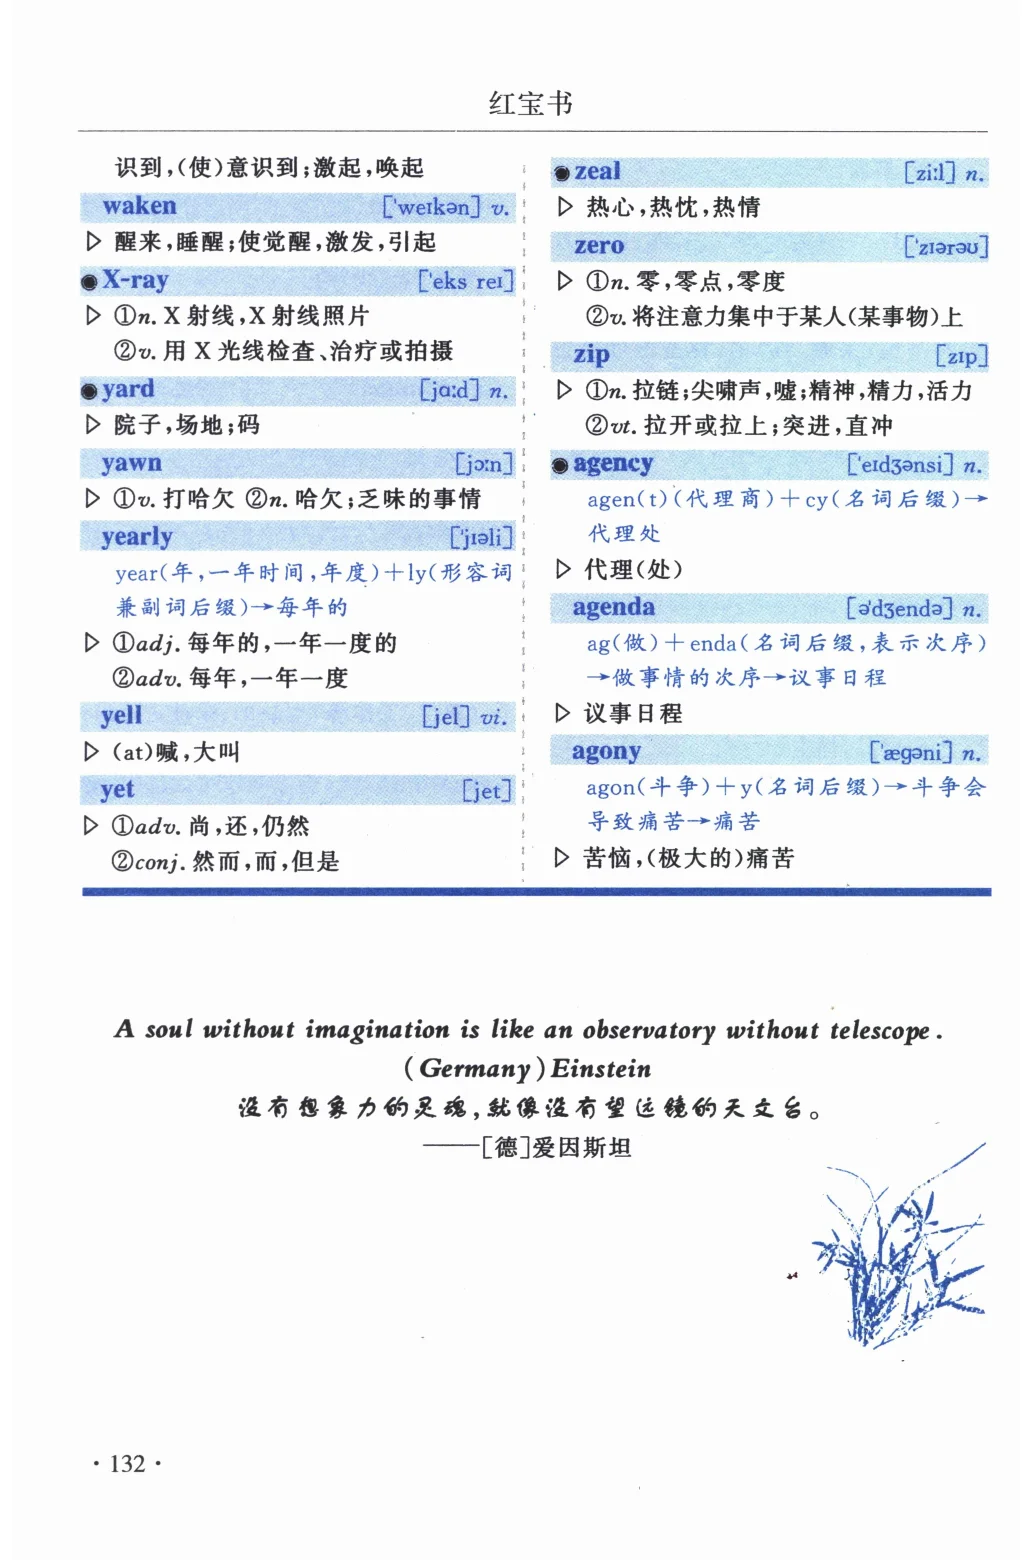 红宝书
识到,(使)意识到;激起,唤起
waken ['weɪkən] v.
▷ 醒来,睡醒;使觉醒,激发,引起
●X-ray ['eks reɪ]
▷ ①n. X 射线,X 射线照片
②v. 用 X 光线检查、治疗或拍摄
●yard [jɑ:d] n.
▷ 院子,场地;码
yawn [jɔ:n]
▷ ①v. 打哈欠 ②n. 哈欠;乏味的事情
yearly ['jɪəli]
year(年,一年时间,年度)+ly(形容词
兼副词后缀)→每年的
▷ ①adj. 每年的,一年一度的
②adv. 每年,一年一度
yell [jel] vi.
▷ (at)喊,大叫
yet [jet]
▷ ①adv. 尚,还,仍然
②conj. 然而,而,但是
●zeal [zi:l] n.
▷ 热心,热忱,热情
zero ['zɪərəʊ]
▷ ①n. 零,零点,零度
②v. 将注意力集中于某人(某事物)上
zip [zɪp]
▷ ①n. 拉链;尖啸声,嘘;精神,精力,活力
②vt. 拉开或拉上;突进,直冲
●agency ['eɪdʒənsi] n.
agen(t)(代理商)+cy(名词后缀)→
代理处
▷ 代理(处)
agenda [ə'dʒendə] n.
ag(做)+enda(名词后缀,表示次序)
→做事情的次序→议事日程
▷ 议事日程
agony ['ægəni] n.
agon(斗争)+y(名词后缀)→斗争会
导致痛苦→痛苦
▷ 苦恼,(极大的)痛苦
A soul without imagination is like an observatory without telescope.
(Germany)Einstein
没有想象力的灵魂,就像没有望远镜的天文台。
——[德]爱因斯坦
·132·